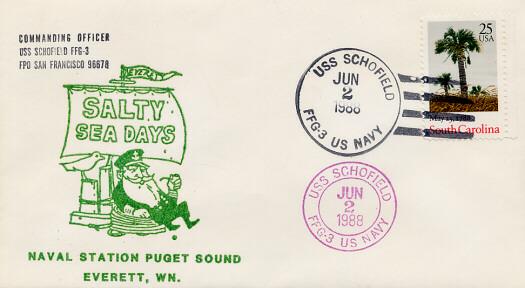 COMMANDING OFFICER
USS SCHOFIELD FFG-3
FPO SAN FRANCISCO 96678
EVERETT
SALTY
SEA DAYS
NAVAL STATION PUGET SOUND
EVERETT, WN.
USS SCHOFIELD
JUN
2
1988
FFG-3 US NAVY
25
USA
May 23, 1788
South Carolina
USS SCHOFIELD
JUN
2
1988
FFG-3 US NAVY